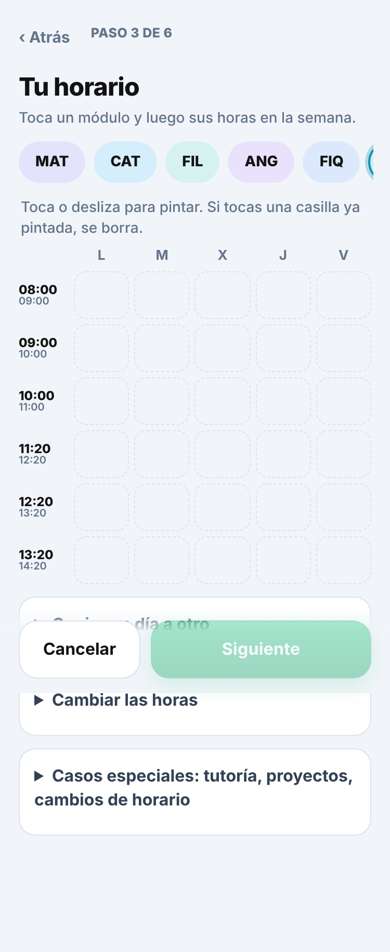 ‹ Atrás PASO 3 DE 6
Tu horario
Toca un módulo y luego sus horas en la semana.
MAT CAT FIL ANG FIQ
Toca o desliza para pintar. Si tocas una casilla ya
pintada, se borra.
L M X J V
08:00
09:00
09:00
10:00
10:00
11:00
11:20
12:20
12:20
13:20
13:20
14:20
día a otro
Cancelar Siguiente
▶ Cambiar las horas
▶ Casos especiales: tutoría, proyectos,
cambios de horario